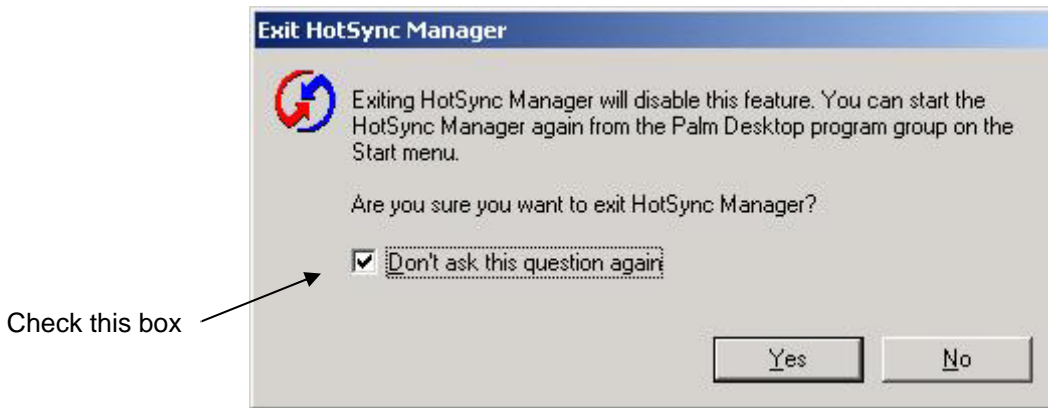 Exit HotSync Manager
Exiting HotSync Manager will disable this feature. You can start the
HotSync Manager again from the Palm Desktop program group on the
Start menu.
Are you sure you want to exit HotSync Manager?
Don't ask this question again
Check this box
Yes
No